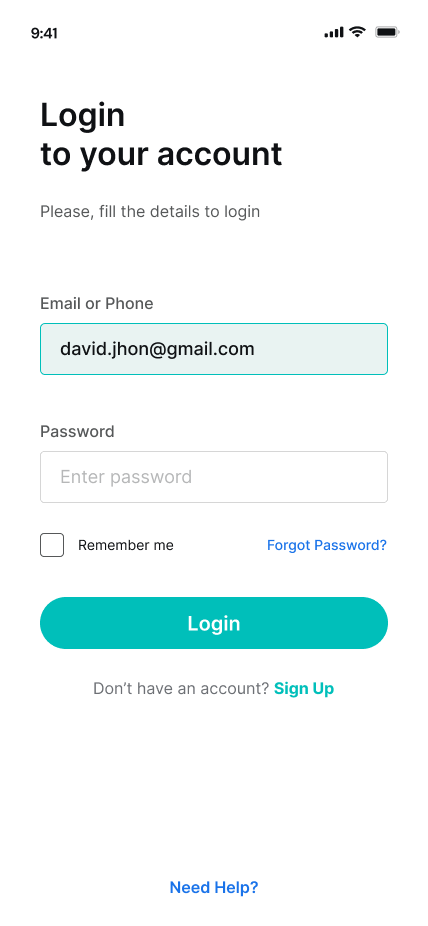 9:41
Login
to your account
Please, fill the details to login
Email or Phone
david.jhon@gmail.com
Password
Enter password
Remember me Forgot Password?
Login
Don’t have an account? Sign Up
Need Help?